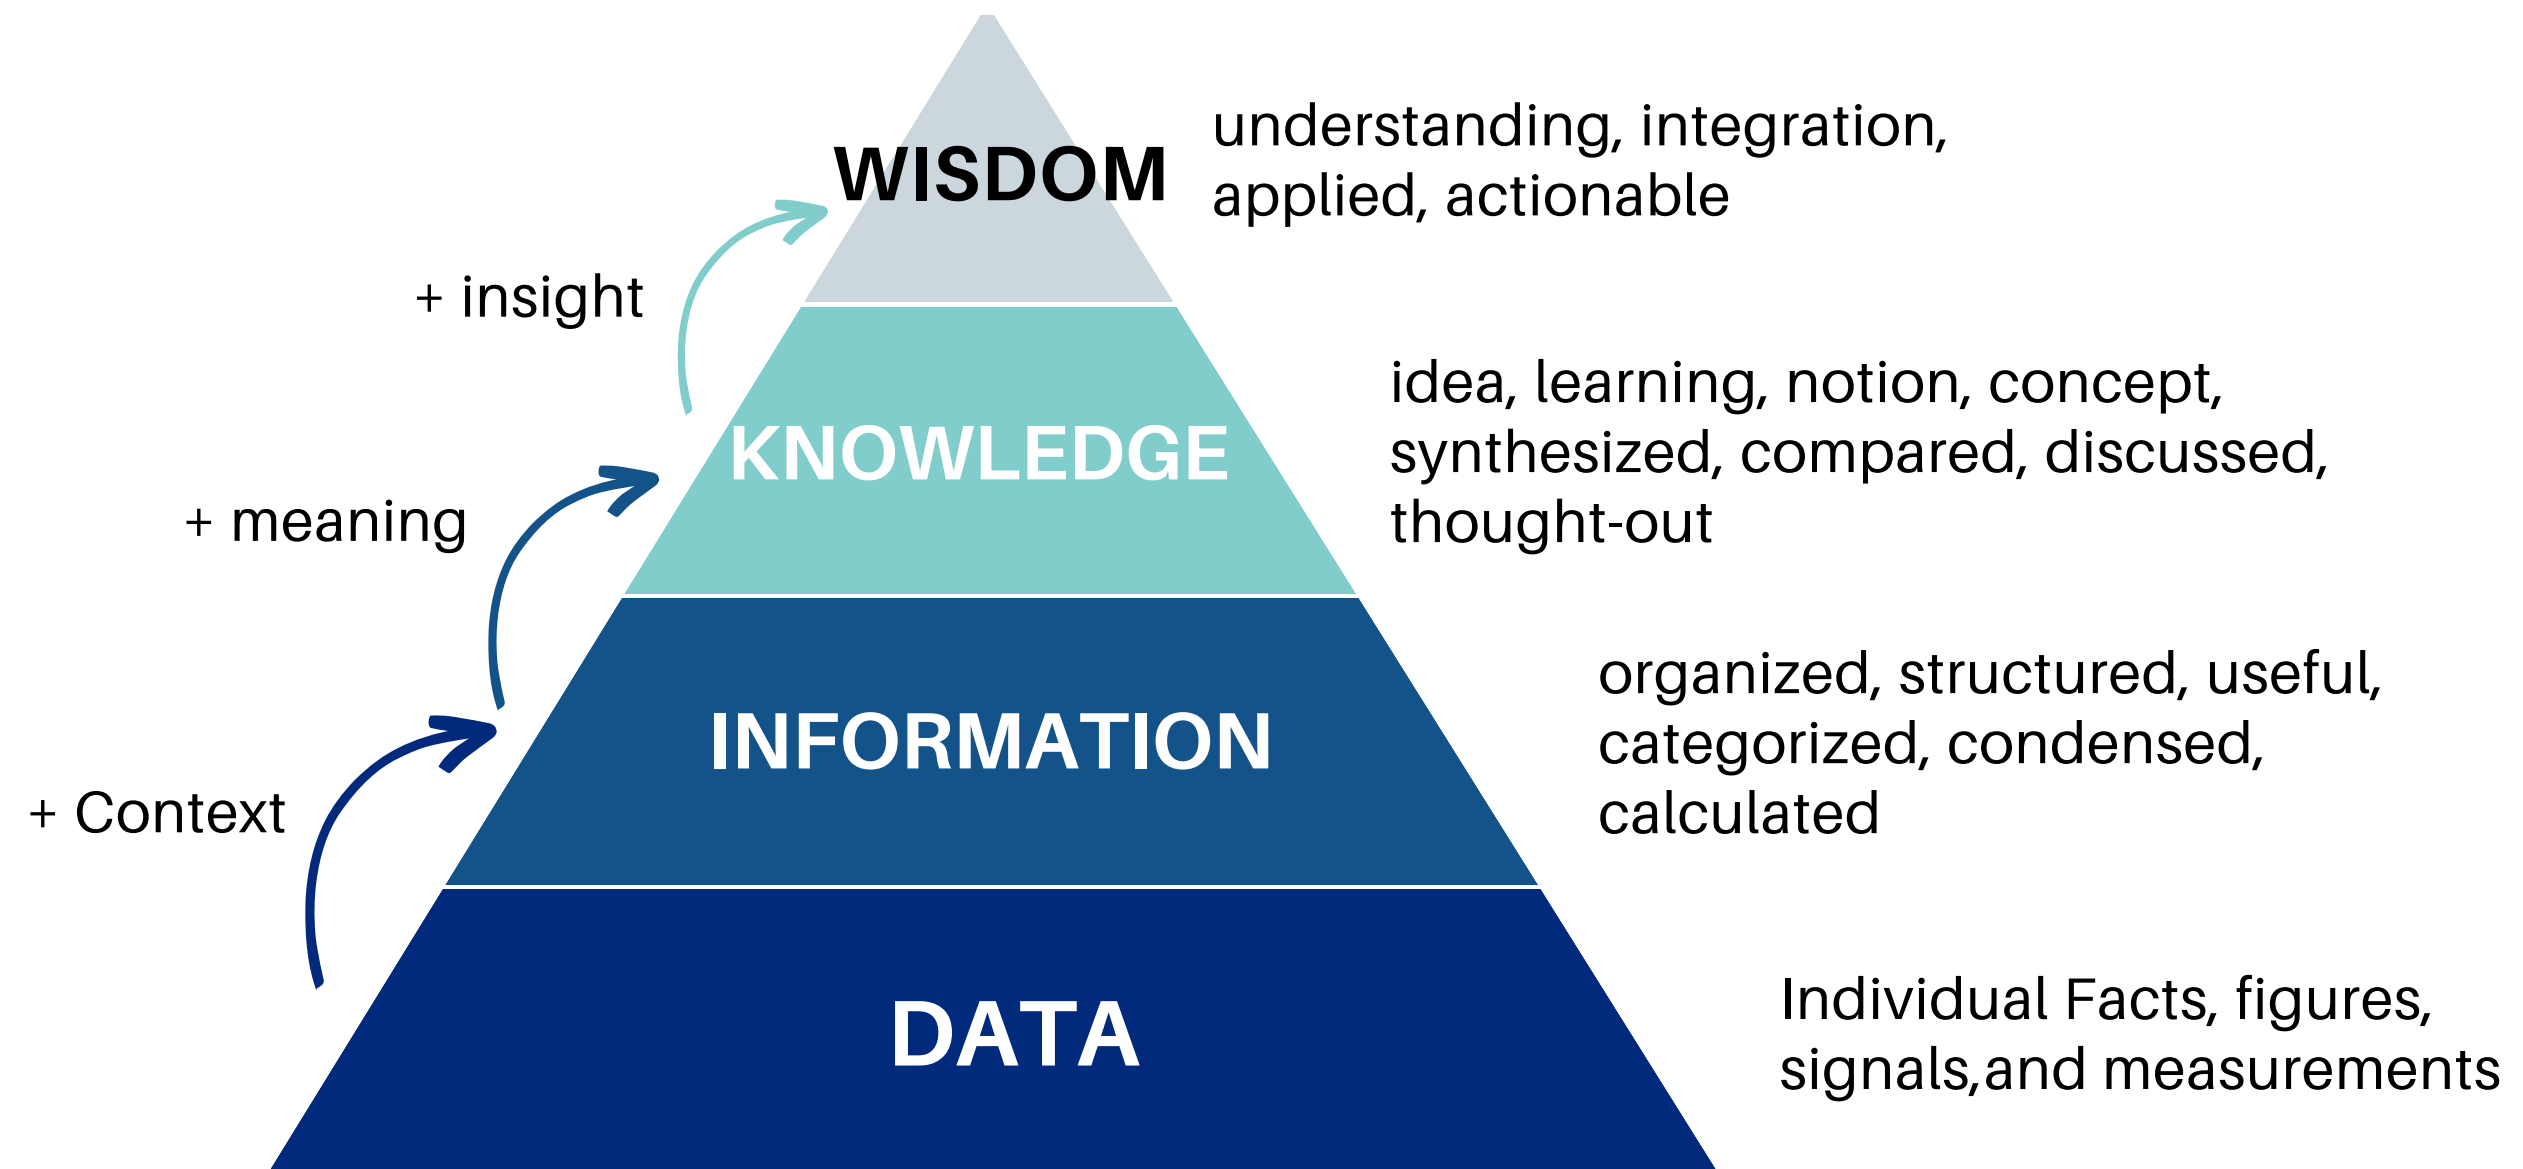 WISDOM
understanding, integration,
applied, actionable
+ insight
KNOWLEDGE
idea, learning, notion, concept,
synthesized, compared, discussed,
thought-out
+ meaning
INFORMATION
organized, structured, useful,
categorized, condensed,
calculated
+ Context
DATA
Individual Facts, figures,
signals,and measurements